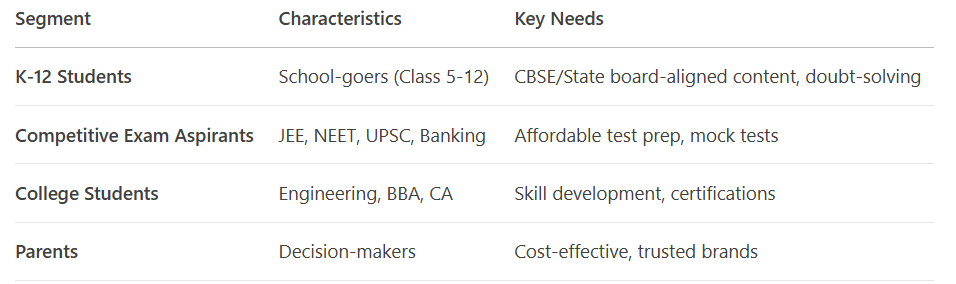 Segment Characteristics Key Needs
K-12 Students School-goers (Class 5-12) CBSE/State board-aligned content, doubt-solving
Competitive Exam Aspirants JEE, NEET, UPSC, Banking Affordable test prep, mock tests
College Students Engineering, BBA, CA Skill development, certifications
Parents Decision-makers Cost-effective, trusted brands